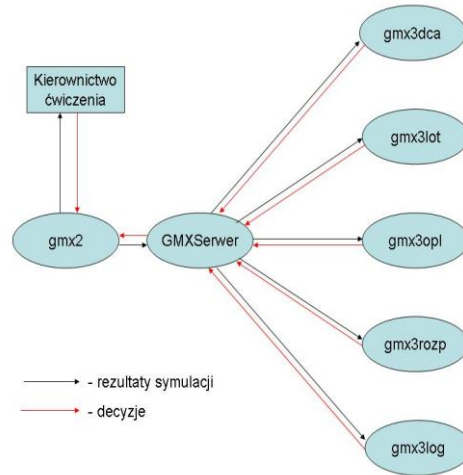 gmx3dca
Kierownictwo
ćwiczenia
gmx3lot
gmx2
GMXSerwer
gmx3opl
gmx3rozp
- rezultaty symulacji
- decyzje
gmx3log